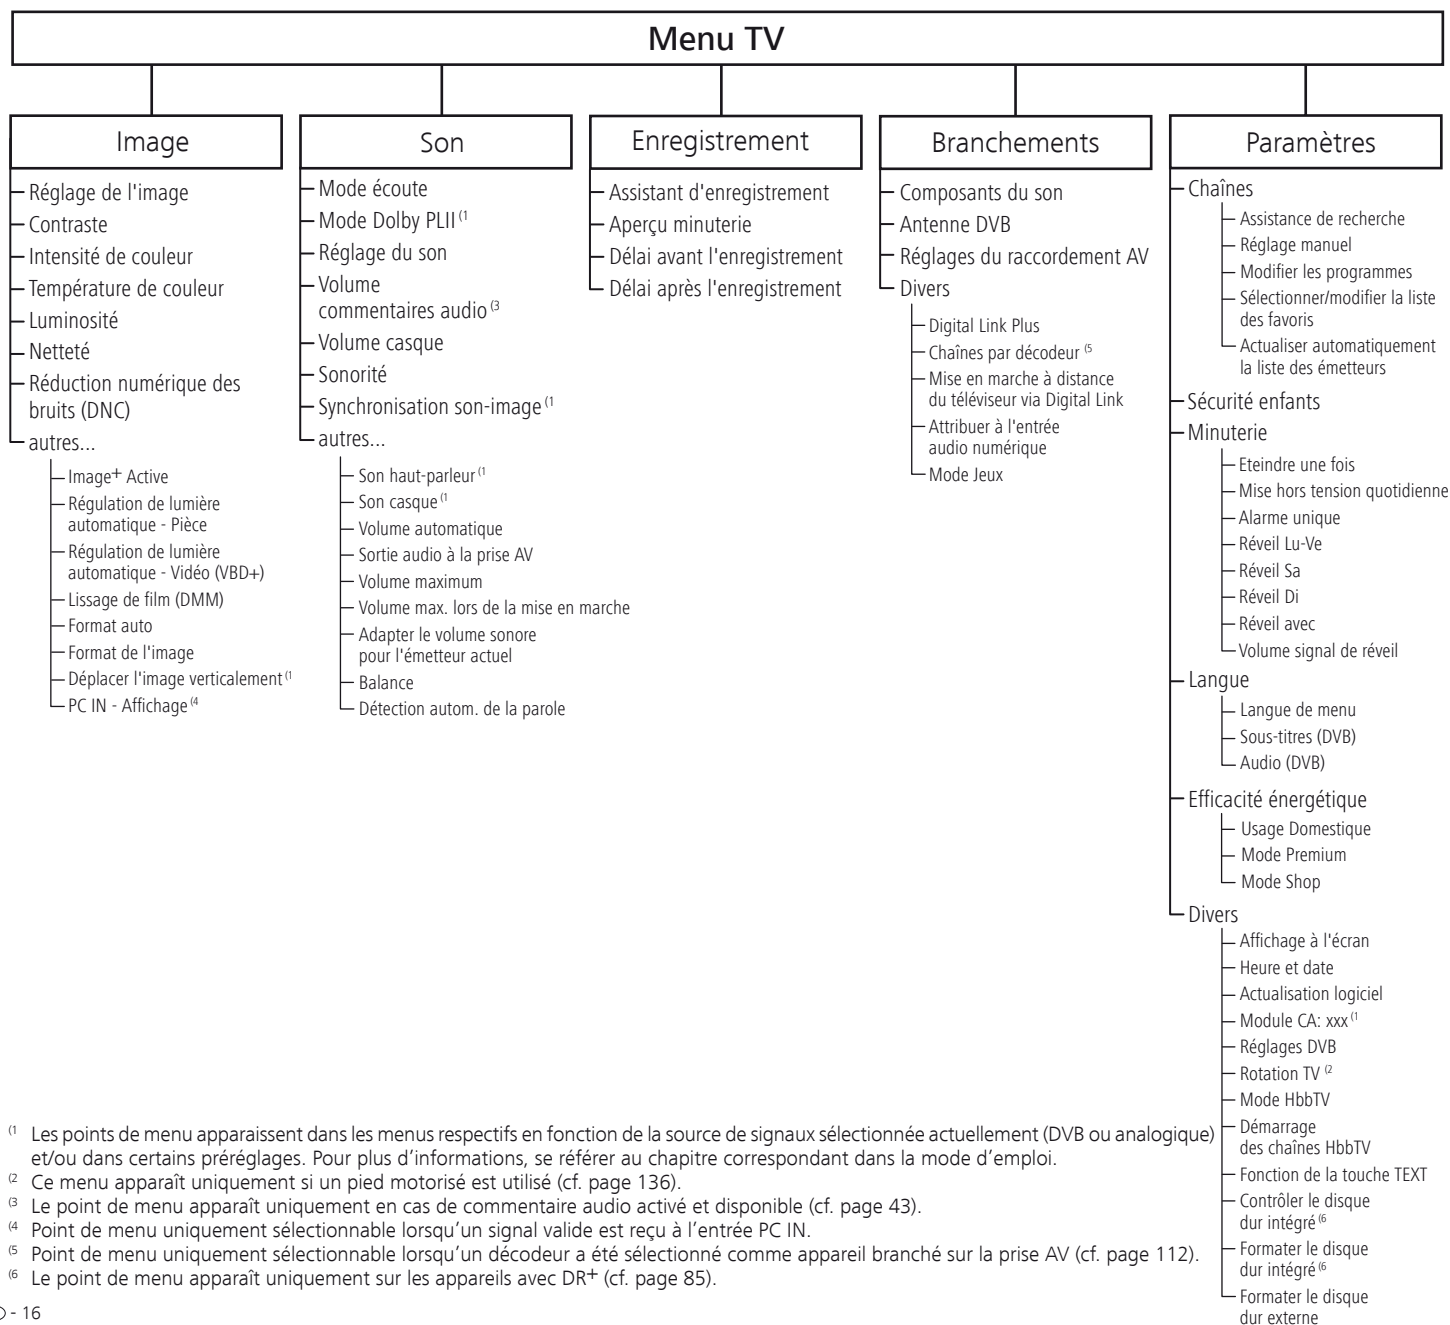 Menu TV
Image
Réglage de l'image
Contraste
Intensité de couleur
Température de couleur
Luminosité
Netteté
Réduction numérique des
bruits (DNC)
autres...
Image+ Active
Régulation de lumière
automatique - Pièce
Régulation de lumière
automatique - Vidéo (VBD+)
Lissage de film (DMM)
Format auto
Format de l'image
Déplacer l'image verticalement (1
PC IN - Affichage (4
Son
Mode écoute
Mode Dolby PLII (1
Réglage du son
Volume
commentaires audio (3
Volume casque
Sonorité
Synchronisation son-image (1
autres...
Son haut-parleur (1
Son casque (1
Volume automatique
Sortie audio à la prise AV
Volume maximum
Volume max. lors de la mise en marche
Adapter le volume sonore
pour l'émetteur actuel
Balance
Détection autom. de la parole
Enregistrement
Assistant d'enregistrement
Aperçu minuterie
Délai avant l'enregistrement
Délai après l'enregistrement
Branchements
Composants du son
Antenne DVB
Réglages du raccordement AV
Divers
Digital Link Plus
Chaînes par décodeur (5
Mise en marche à distance
du téléviseur via Digital Link
Attribuer à l'entrée
audio numérique
Mode Jeux
Paramètres
Chaînes
Assistance de recherche
Réglage manuel
Modifier les programmes
Sélectionner/modifier la liste
des favoris
Actualiser automatiquement
la liste des émetteurs
Sécurité enfants
Minuterie
Eteindre une fois
Mise hors tension quotidienne
Alarme unique
Réveil Lu-Ve
Réveil Sa
Réveil Di
Réveil avec
Volume signal de réveil
Langue
Langue de menu
Sous-titres (DVB)
Audio (DVB)
Efficacité énergétique
Usage Domestique
Mode Premium
Mode Shop
Divers
Affichage à l'écran
Heure et date
Actualisation logiciel
Module CA: xxx (1
Réglages DVB
Rotation TV (2
Mode HbbTV
Démarrage
des chaînes HbbTV
Fonction de la touche TEXT
Contrôler le disque
dur intégré (6
Formater le disque
dur intégré (6
Formater le disque
dur externe
(1 Les points de menu apparaissent dans les menus respectifs en fonction de la source de signaux sélectionnée actuellement (DVB ou analogique)
et/ou dans certains préréglages. Pour plus d'informations, se référer au chapitre correspondant dans la mode d'emploi.
(2 Ce menu apparaît uniquement si un pied motorisé est utilisé (cf. page 136).
(3 Le point de menu apparaît uniquement en cas de commentaire audio activé et disponible (cf. page 43).
(4 Point de menu uniquement sélectionnable lorsqu'un signal valide est reçu à l'entrée PC IN.
(5 Point de menu uniquement sélectionnable lorsqu'un décodeur a été sélectionné comme appareil branché sur la prise AV (cf. page 112).
(6 Le point de menu apparaît uniquement sur les appareils avec DR+ (cf. page 85).
- 16